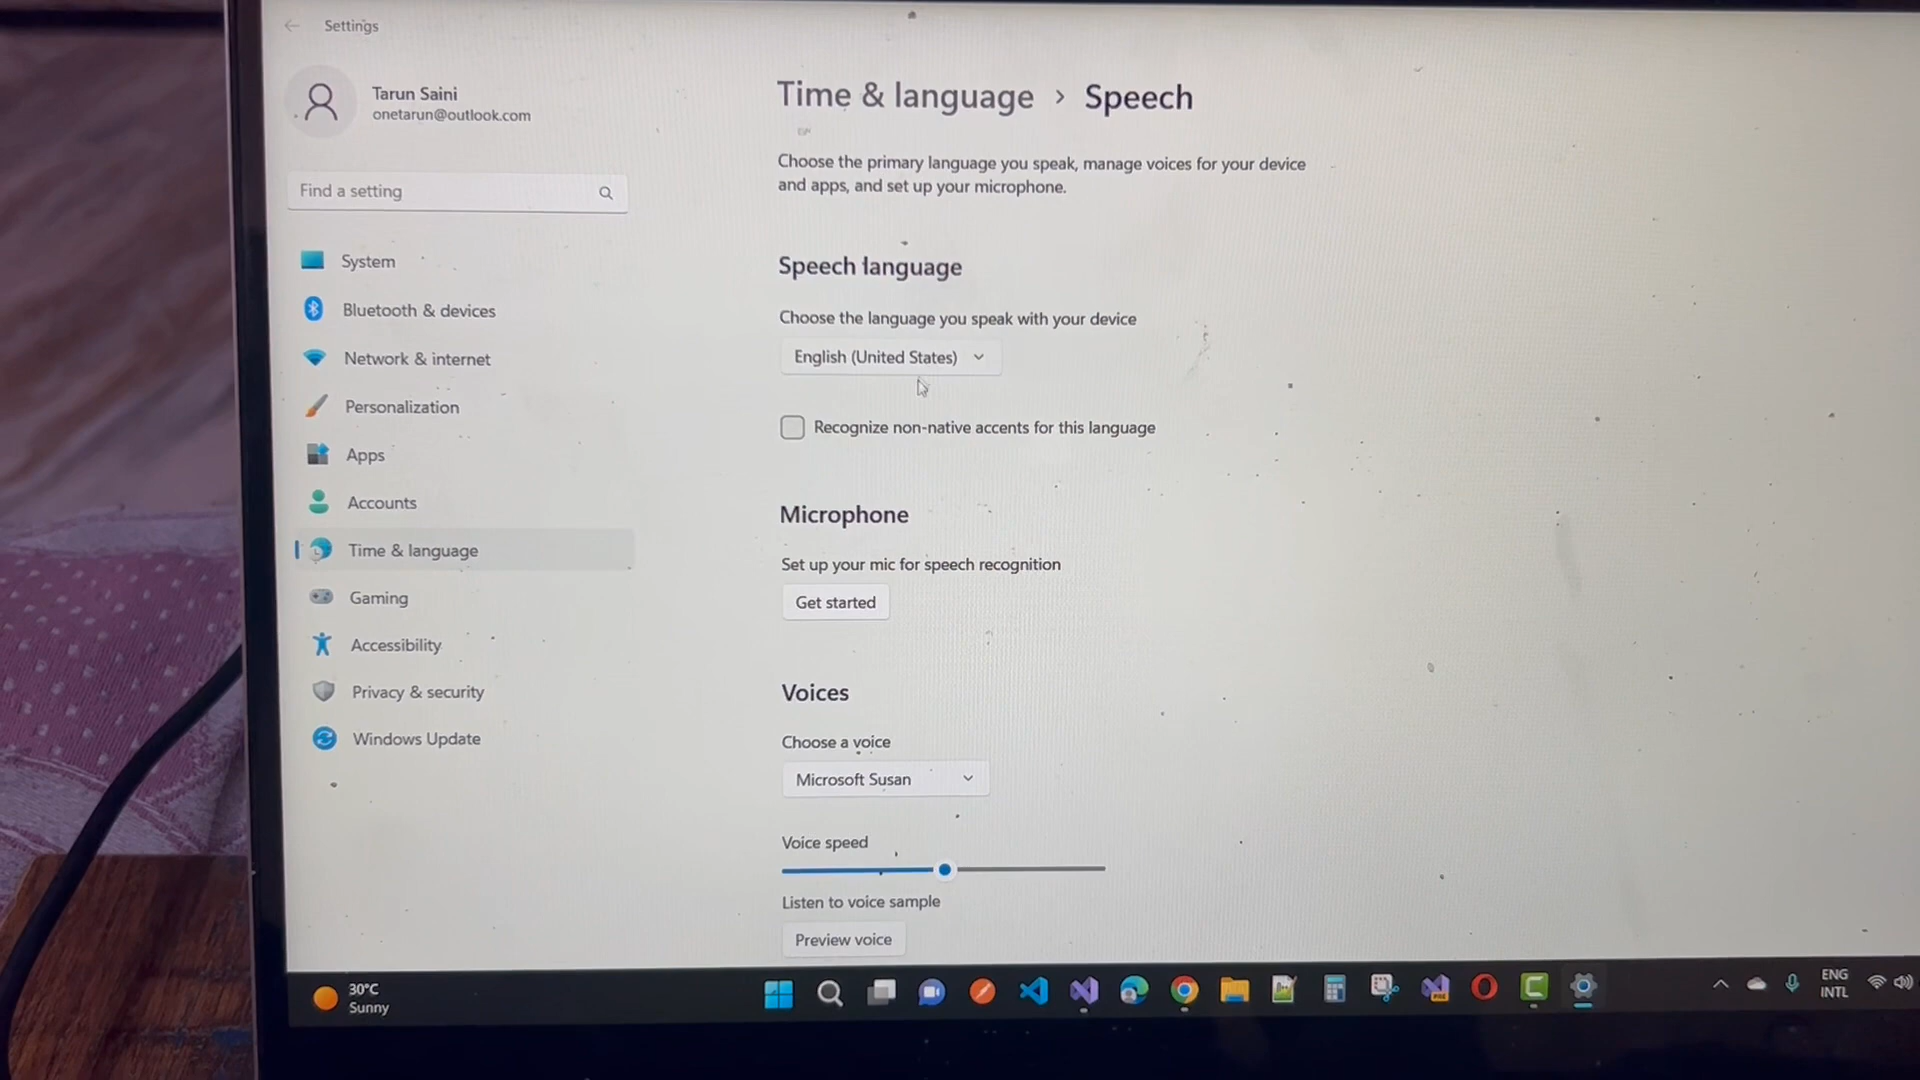 Settings
Tarun Saini
onetarun@outlook.com
Find a setting
System
Bluetooth & devices
Network & internet
Personalization
Apps
Accounts
Time & language
Gaming
Accessibility
Privacy & security
Windows Update
Time & language > Speech
Choose the primary language you speak, manage voices for your device
and apps, and set up your microphone.
Speech language
Choose the language you speak with your device
English (United States)
Recognize non-native accents for this language
Microphone
Set up your mic for speech recognition
Get started
Voices
Choose a voice
Microsoft Susan
Voice speed
Listen to voice sample
Preview voice
30°C
Sunny
ENG
INTL